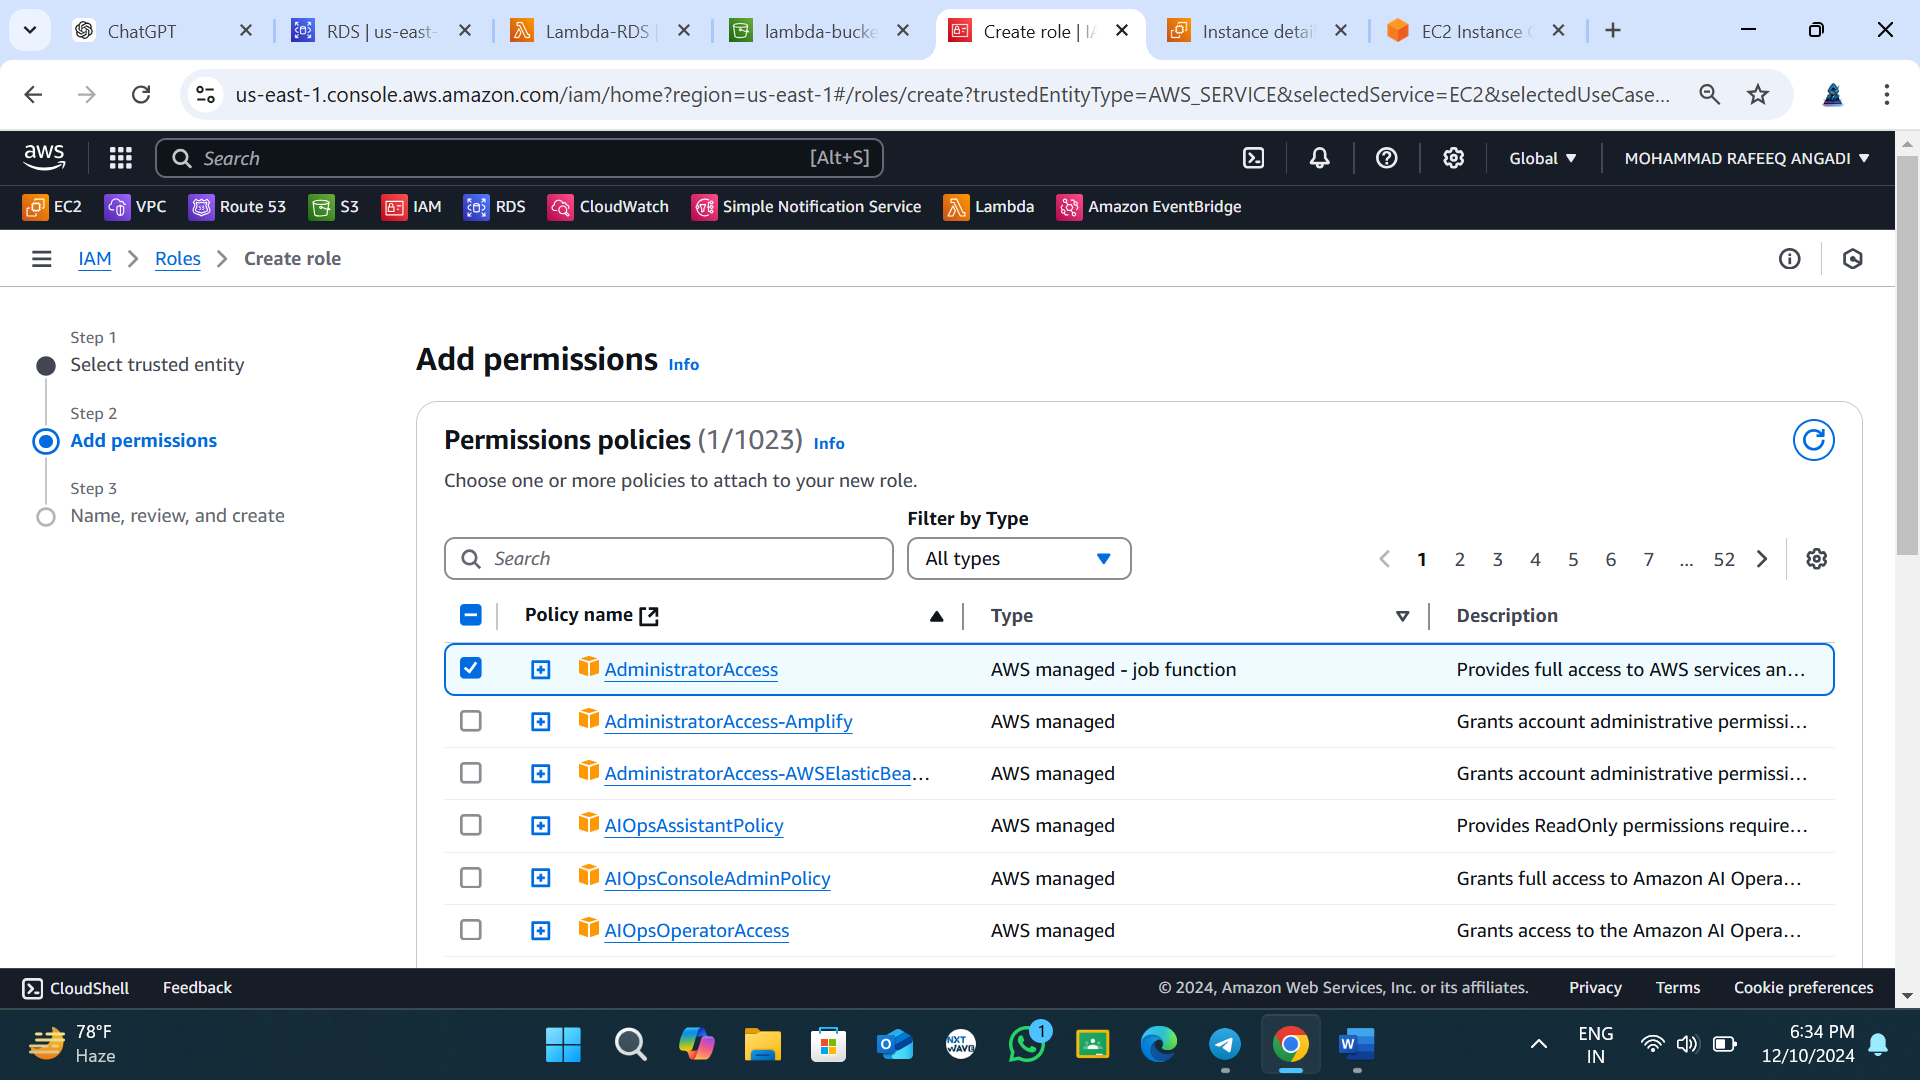 ChatGPT
RDS | us-east-
Lambda-RDS |
lambda-bucke
Create role | IA
Instance detai
EC2 Instance C
us-east-1.console.aws.amazon.com/iam/home?region=us-east-1#/roles/create?trustedEntityType=AWS_SERVICE&selectedService=EC2&selectedUseCase...
aws
Search
[Alt+S]
Global
MOHAMMAD RAFEEQ ANGADI
EC2
VPC
Route 53
S3
IAM
RDS
CloudWatch
Simple Notification Service
Lambda
Amazon EventBridge
IAM
Roles
Create role
Step 1
Select trusted entity
Step 2
Add permissions
Step 3
Name, review, and create
Add permissions Info
Permissions policies (1/1023) Info
Choose one or more policies to attach to your new role.
Filter by Type
Search
All types
1 2 3 4 5 6 7 ... 52
Policy name Type Description
AdministratorAccess AWS managed - job function Provides full access to AWS services an...
AdministratorAccess-Amplify AWS managed Grants account administrative permissi...
AdministratorAccess-AWSElasticBea... AWS managed Grants account administrative permissi...
AIOpsAssistantPolicy AWS managed Provides ReadOnly permissions require...
AIOpsConsoleAdminPolicy AWS managed Grants full access to Amazon AI Opera...
AIOpsOperatorAccess AWS managed Grants access to the Amazon AI Opera...
CloudShell
Feedback
© 2024, Amazon Web Services, Inc. or its affiliates.
Privacy
Terms
Cookie preferences
78°F
Haze
NXT
WAVE
1
ENG
IN
6:34 PM
12/10/2024